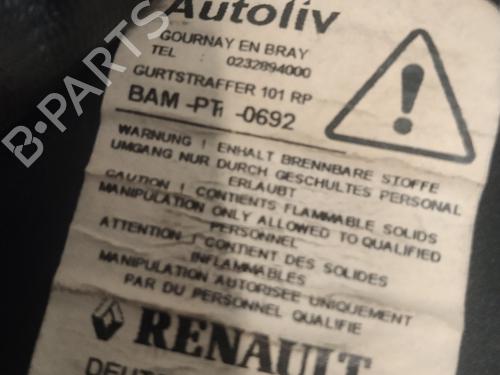 Autoliv
GOURNAY EN BRAY
TEL 0232894000
GURTSTRAFFER 101 RP
BAM -PTI -0692
WARNUNG ! ENHALT BRENNBARE STOFFE
UMGANG NUR DURCH GESCHULTES PERSONAL
ERLAUBT
CAUTION ! CONTIENTS FLAMMABLE SOLIDS
MANIPULATION ONLY ALLOWED TO QUALIFIED
PERSONNEL
ATTENTION ! CONTIENT DES SOLIDES
INFLAMMABLES
MANIPULATION AUTORISEE UNIQUEMENT
PAR DU PERSONNEL QUALIFIE
RENAULT
B-PARTS